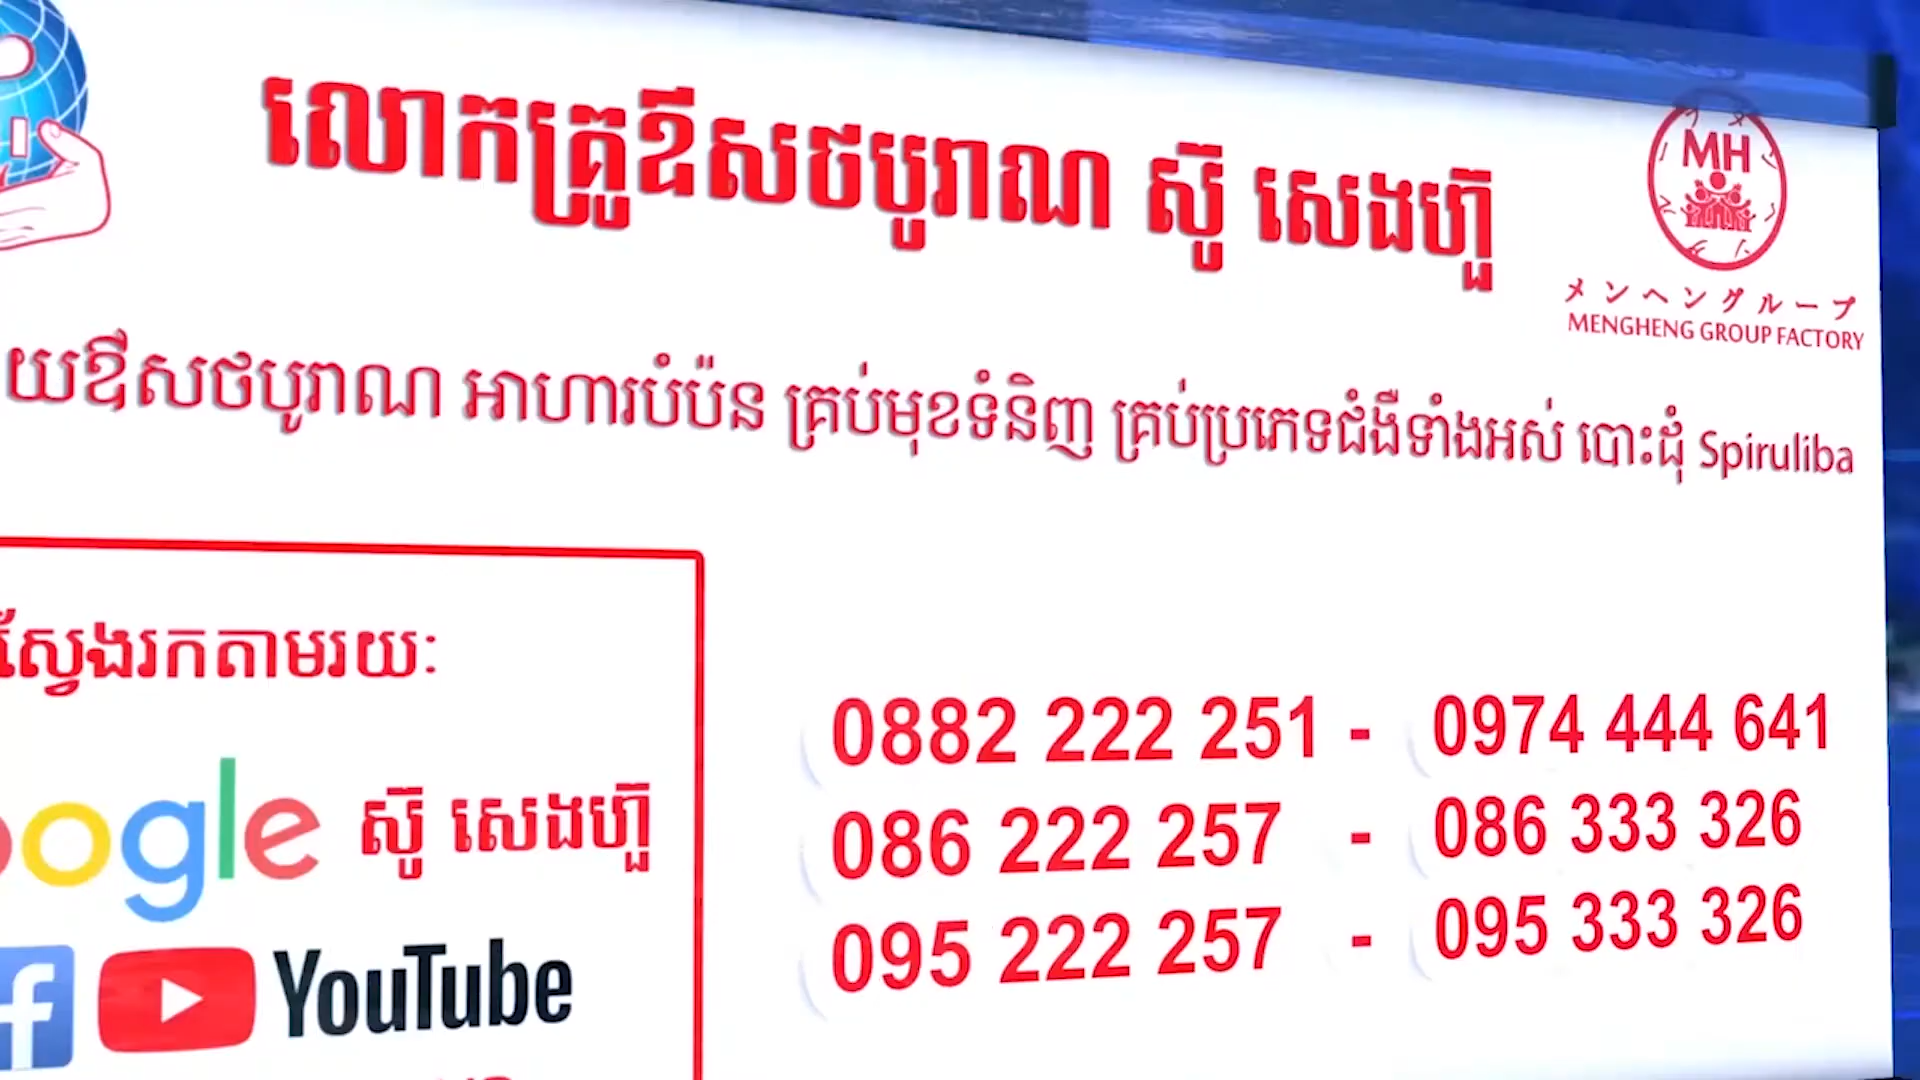 លោកគ្រូឱសថបូរាណ ស៊ូ សេងហ៊្ួ
MH
メンヘングループ
MENGHENG GROUP FACTORY
យឱសថបូរាណ អាហារបំប៉ន គ្រប់មុខទំនិញ គ្រប់ប្រភេទជំងឺទាំងអស់ បោះដុំ Spiruliba
ស្វែងរកតាមរយៈ
oogle ស៊ូ សេងហ៊្ួ
f YouTube
0882 222 251 - 0974 444 641
086 222 257 - 086 333 326
095 222 257 - 095 333 326